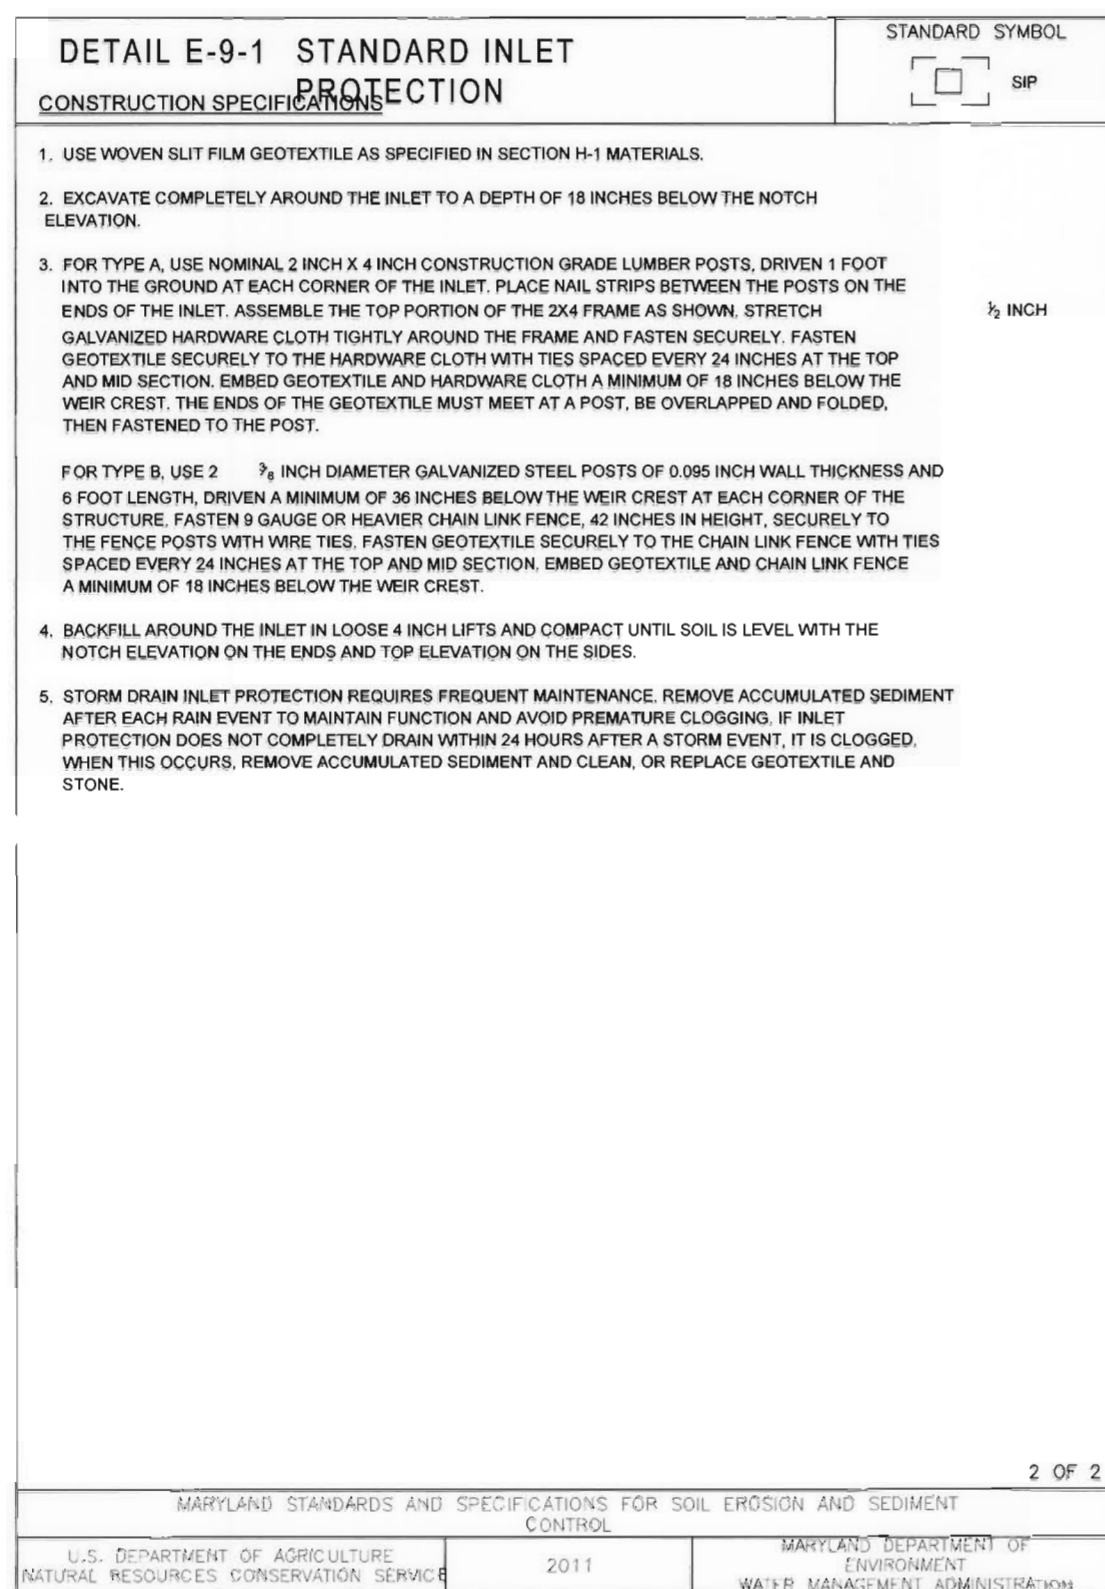 DETAIL E-9-1 STANDARD INLET
PROTECTION
STANDARD SYMBOL
SIP
CONSTRUCTION SPECIFICATIONS
1. USE WOVEN SLIT FILM GEOTEXTILE AS SPECIFIED IN SECTION H-1 MATERIALS.
2. EXCAVATE COMPLETELY AROUND THE INLET TO A DEPTH OF 18 INCHES BELOW THE NOTCH
ELEVATION.
3. FOR TYPE A, USE NOMINAL 2 INCH X 4 INCH CONSTRUCTION GRADE LUMBER POSTS, DRIVEN 1 FOOT
INTO THE GROUND AT EACH CORNER OF THE INLET. PLACE NAIL STRIPS BETWEEN THE POSTS ON THE
ENDS OF THE INLET. ASSEMBLE THE TOP PORTION OF THE 2X4 FRAME AS SHOWN. STRETCH ½ INCH
GALVANIZED HARDWARE CLOTH TIGHTLY AROUND THE FRAME AND FASTEN SECURELY. FASTEN
GEOTEXTILE SECURELY TO THE HARDWARE CLOTH WITH TIES SPACED EVERY 24 INCHES AT THE TOP
AND MID SECTION. EMBED GEOTEXTILE AND HARDWARE CLOTH A MINIMUM OF 18 INCHES BELOW THE
WEIR CREST. THE ENDS OF THE GEOTEXTILE MUST MEET AT A POST, BE OVERLAPPED AND FOLDED,
THEN FASTENED TO THE POST.
FOR TYPE B, USE 2 ⅜ INCH DIAMETER GALVANIZED STEEL POSTS OF 0.095 INCH WALL THICKNESS AND
6 FOOT LENGTH, DRIVEN A MINIMUM OF 36 INCHES BELOW THE WEIR CREST AT EACH CORNER OF THE
STRUCTURE. FASTEN 9 GAUGE OR HEAVIER CHAIN LINK FENCE, 42 INCHES IN HEIGHT, SECURELY TO
THE FENCE POSTS WITH WIRE TIES. FASTEN GEOTEXTILE SECURELY TO THE CHAIN LINK FENCE WITH TIES
SPACED EVERY 24 INCHES AT THE TOP AND MID SECTION. EMBED GEOTEXTILE AND CHAIN LINK FENCE
A MINIMUM OF 18 INCHES BELOW THE WEIR CREST.
4. BACKFILL AROUND THE INLET IN LOOSE 4 INCH LIFTS AND COMPACT UNTIL SOIL IS LEVEL WITH THE
NOTCH ELEVATION ON THE ENDS AND TOP ELEVATION ON THE SIDES.
5. STORM DRAIN INLET PROTECTION REQUIRES FREQUENT MAINTENANCE. REMOVE ACCUMULATED SEDIMENT
AFTER EACH RAIN EVENT TO MAINTAIN FUNCTION AND AVOID PREMATURE CLOGGING. IF INLET
PROTECTION DOES NOT COMPLETELY DRAIN WITHIN 24 HOURS AFTER A STORM EVENT, IT IS CLOGGED.
WHEN THIS OCCURS, REMOVE ACCUMULATED SEDIMENT AND CLEAN, OR REPLACE GEOTEXTILE AND
STONE.
2 OF 2
MARYLAND STANDARDS AND SPECIFICATIONS FOR SOIL EROSION AND SEDIMENT
CONTROL
U.S. DEPARTMENT OF AGRICULTURE
NATURAL RESOURCES CONSERVATION SERVICE
2011
MARYLAND DEPARTMENT OF
ENVIRONMENT
WATER MANAGEMENT ADMINISTRATION